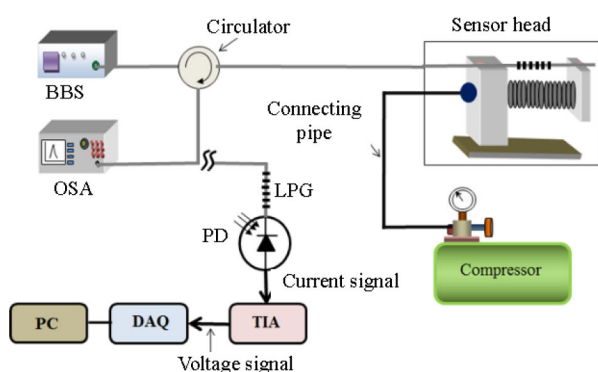 Circulator
Sensor head
BBS
Connecting
pipe
OSA
LPG
PD
Current signal
Compressor
PC
DAQ
TIA
Voltage signal